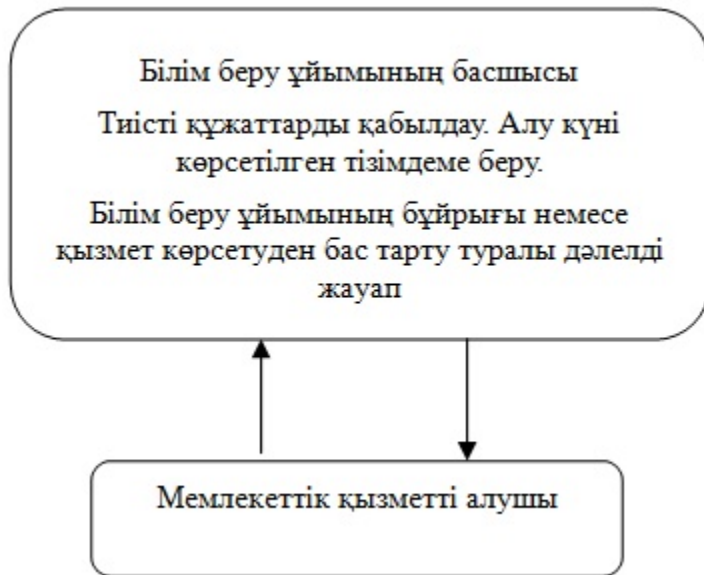 Білім беру ұйымының басшысы
Тиісті құжаттарды қабылдау. Алу күні
көрсетілген тізімдеме беру.
Білім беру ұйымының бұйрығы немесе
қызмет көрсетуден бас тарту туралы дәлелді
жауап
Мемлекеттік қызметті алушы